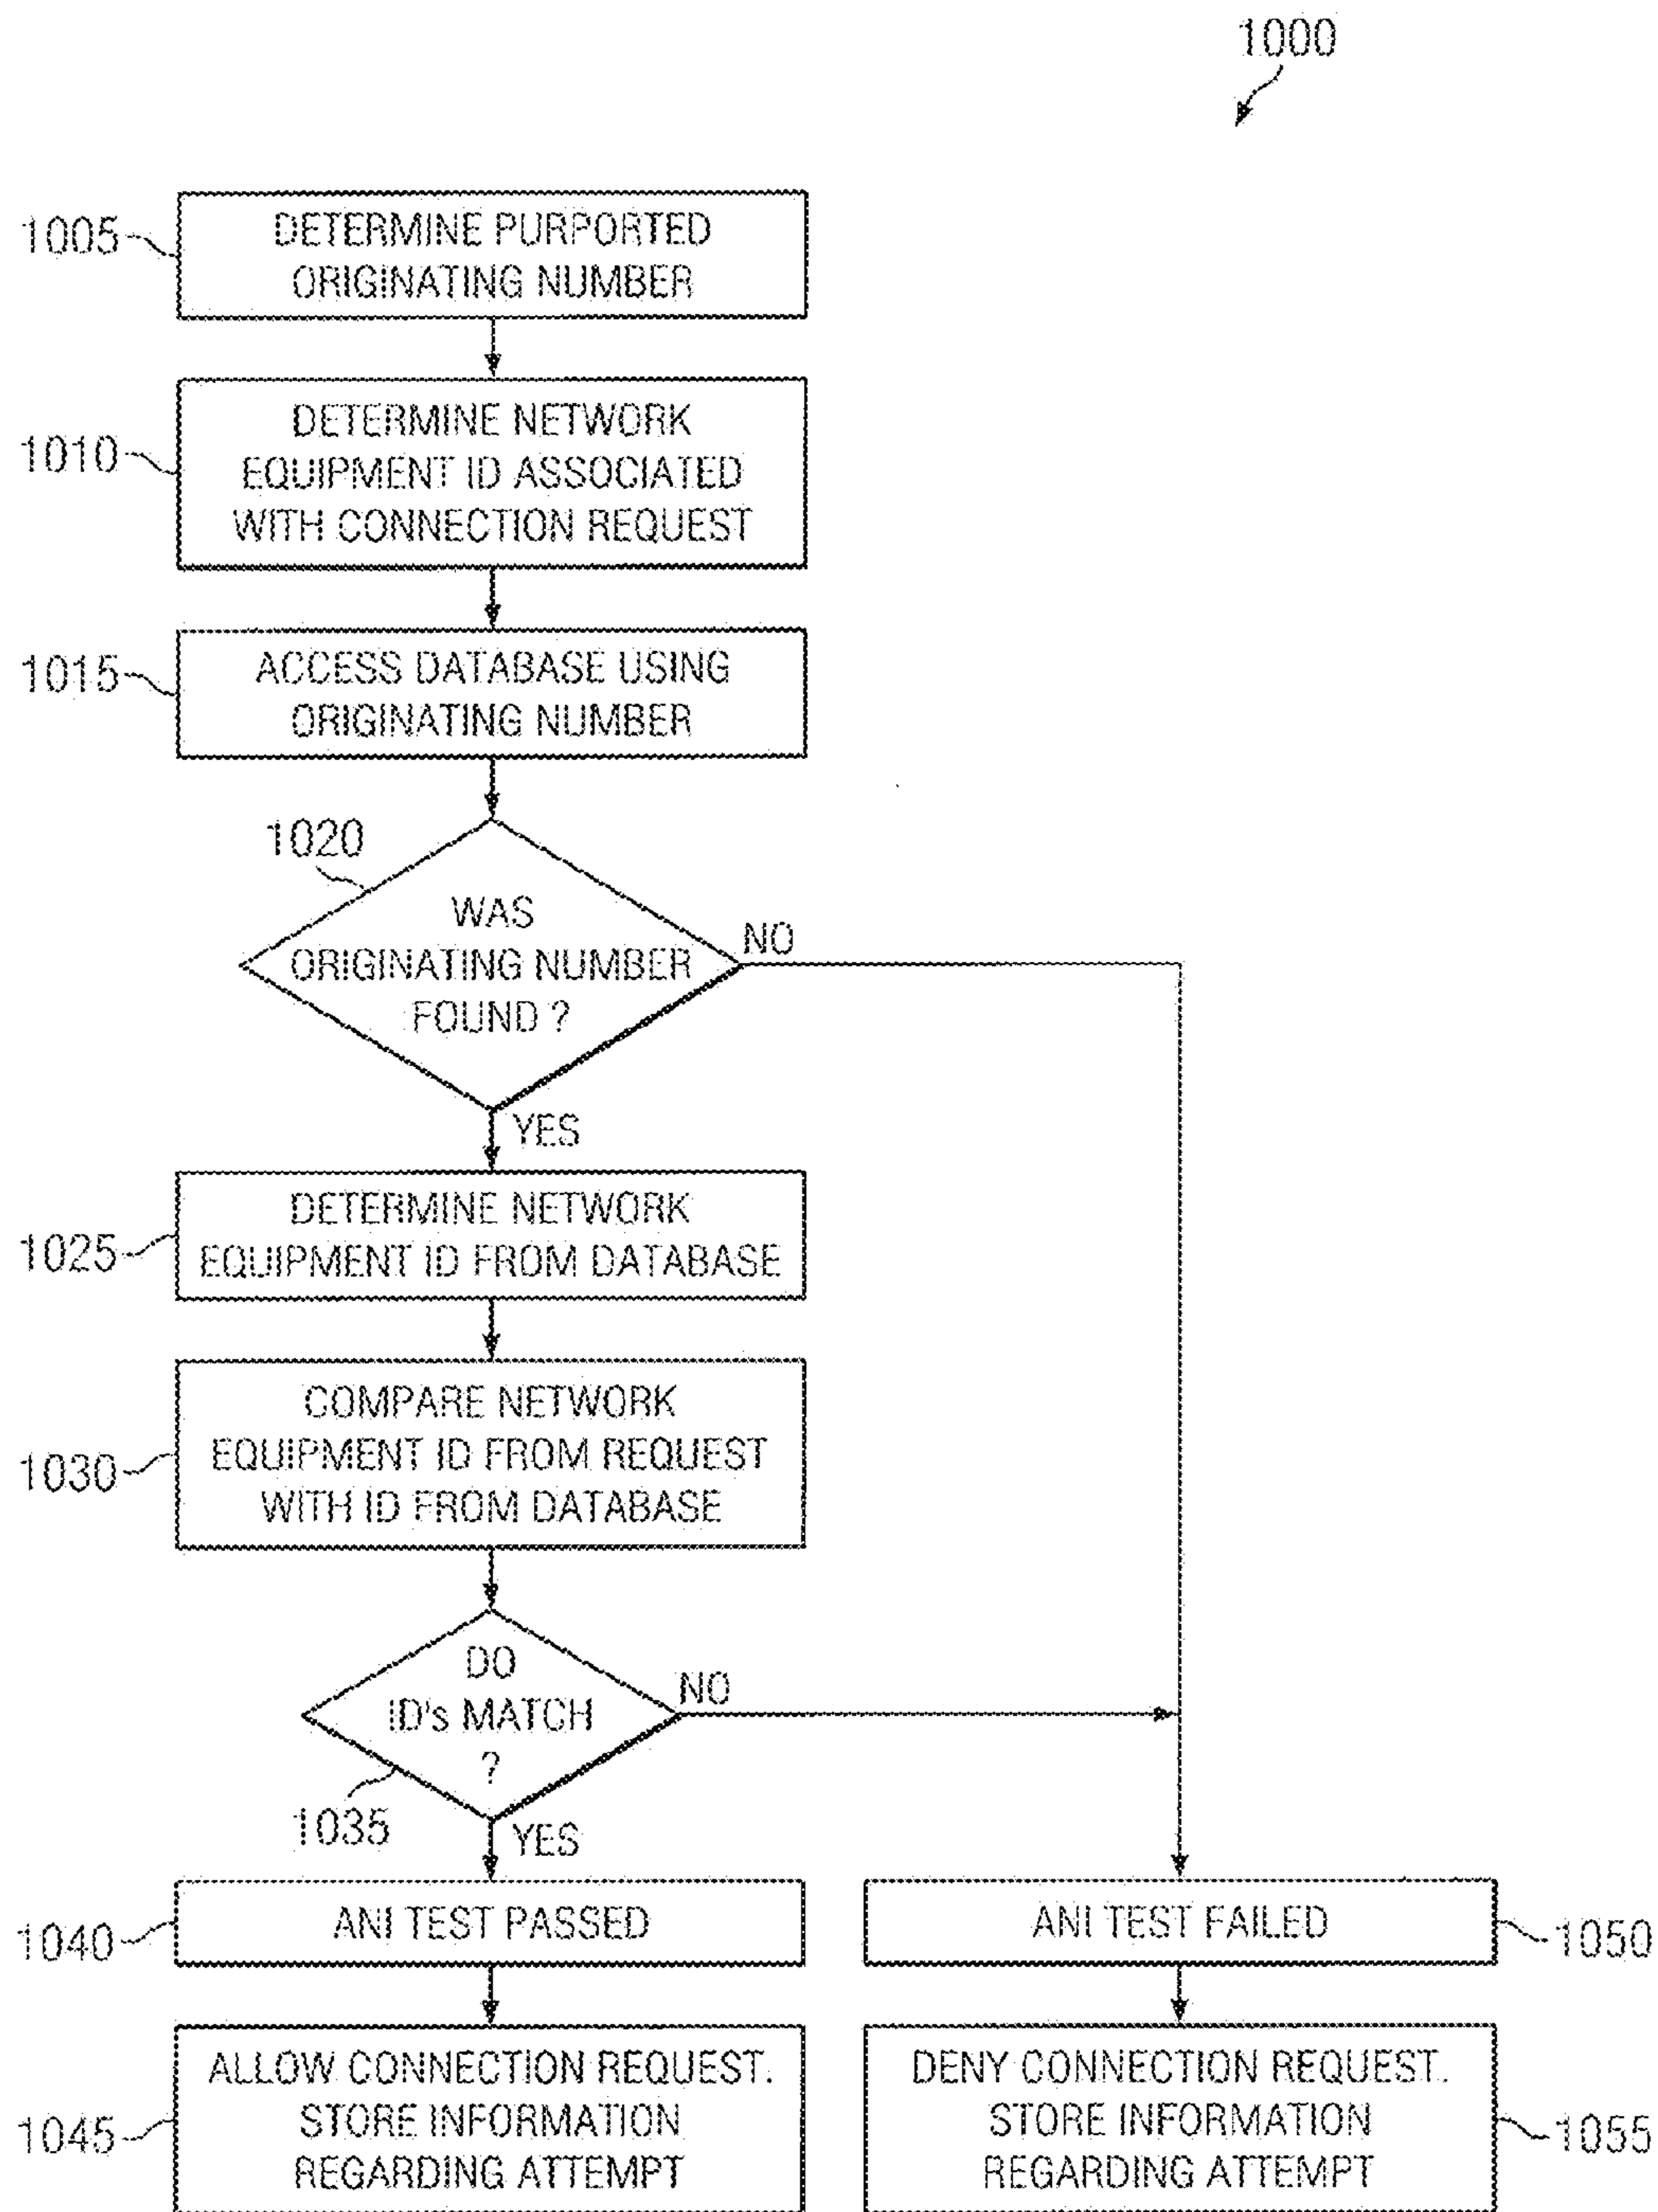 1000
1005
DETERMINE PURPORTED
ORIGINATING NUMBER
1010
DETERMINE NETWORK
EQUIPMENT ID ASSOCIATED
WITH CONNECTION REQUEST
1015
ACCESS DATABASE USING
ORIGINATING NUMBER
1020
WAS
ORIGINATING NUMBER
FOUND ?
NO
YES
1025
DETERMINE NETWORK
EQUIPMENT ID FROM DATABASE
1030
COMPARE NETWORK
EQUIPMENT ID FROM REQUEST
WITH ID FROM DATABASE
DO
ID's MATCH
?
NO
1035
YES
1040
ANI TEST PASSED
ANI TEST FAILED
1050
1045
ALLOW CONNECTION REQUEST.
STORE INFORMATION
REGARDING ATTEMPT
DENY CONNECTION REQUEST.
STORE INFORMATION
REGARDING ATTEMPT
1055